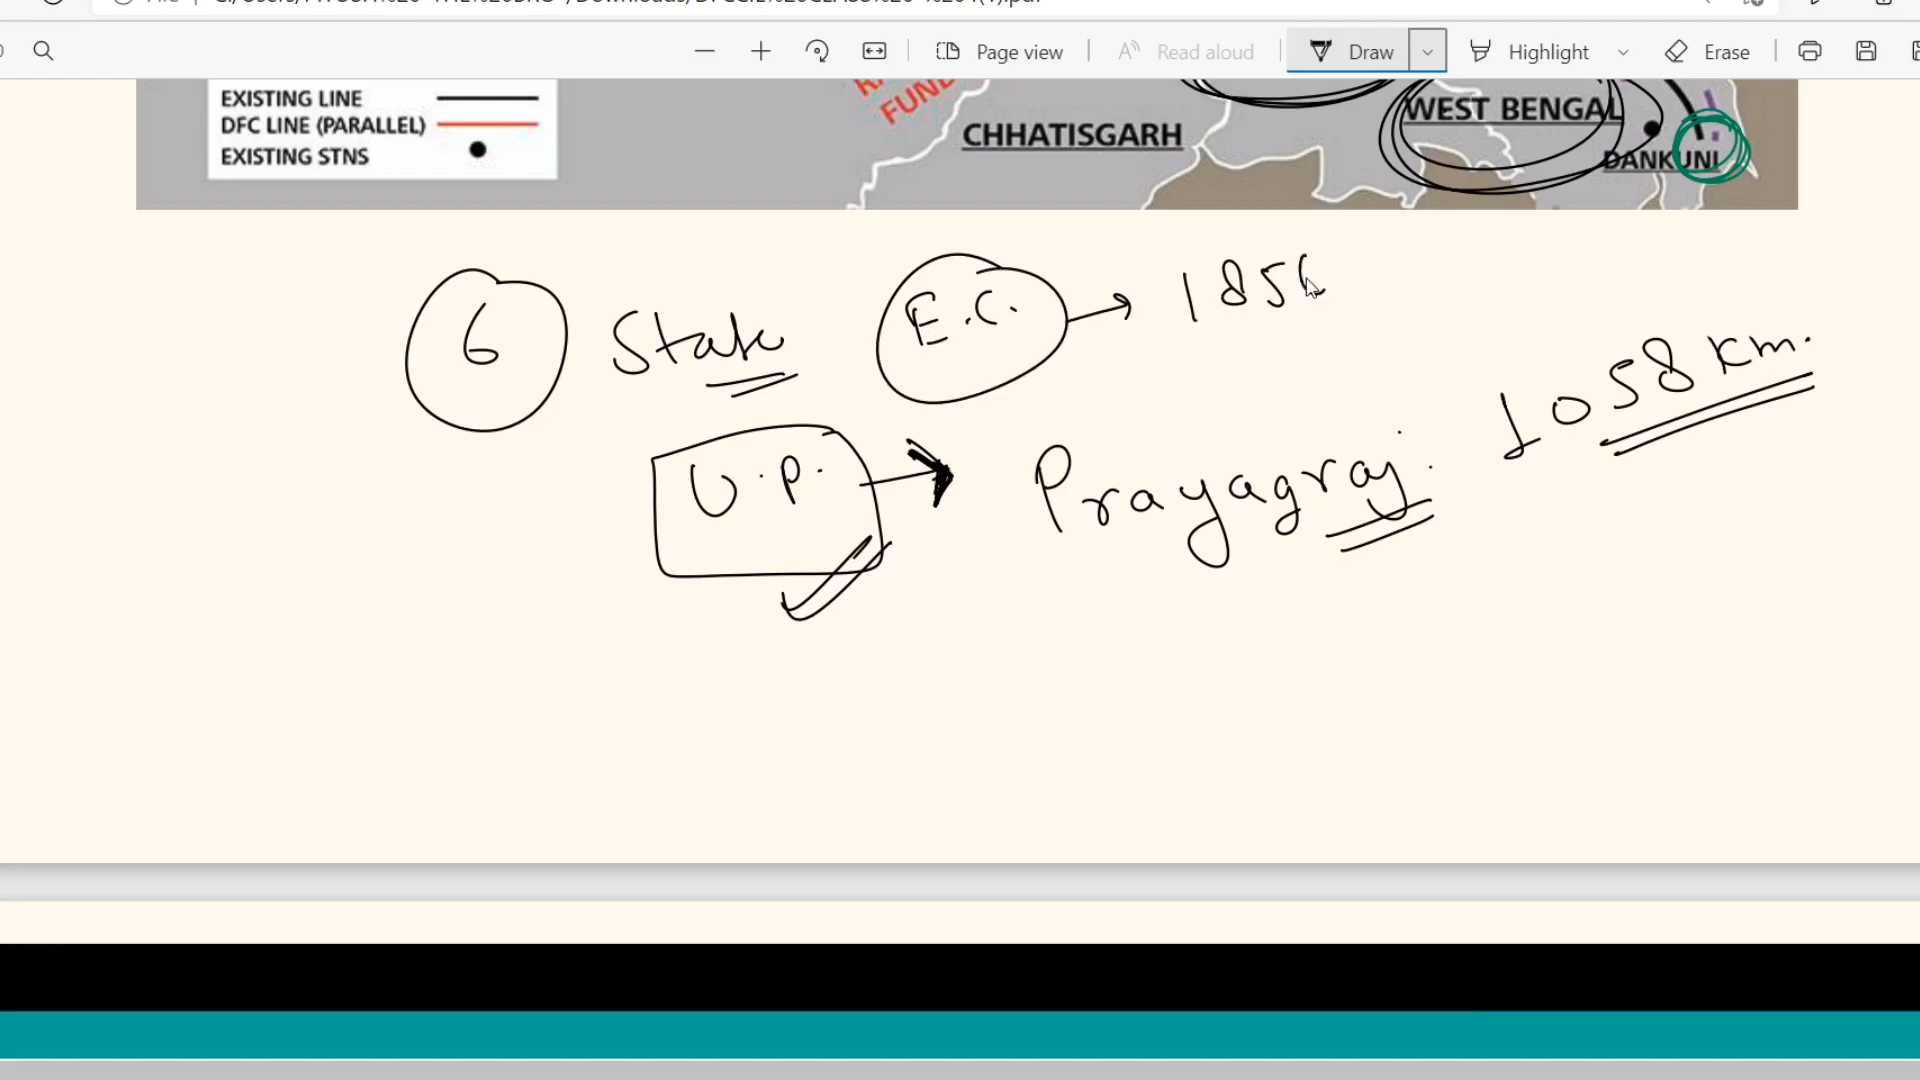 Page view
Read aloud
Draw
Highlight
Erase
EXISTING LINE
DFC LINE (PARALLEL)
EXISTING STNS
CHHATISGARH
WEST BENGAL
DANKUNI
6 State
E.C. → 185
1058 km.
U.P. → Prayagraj.